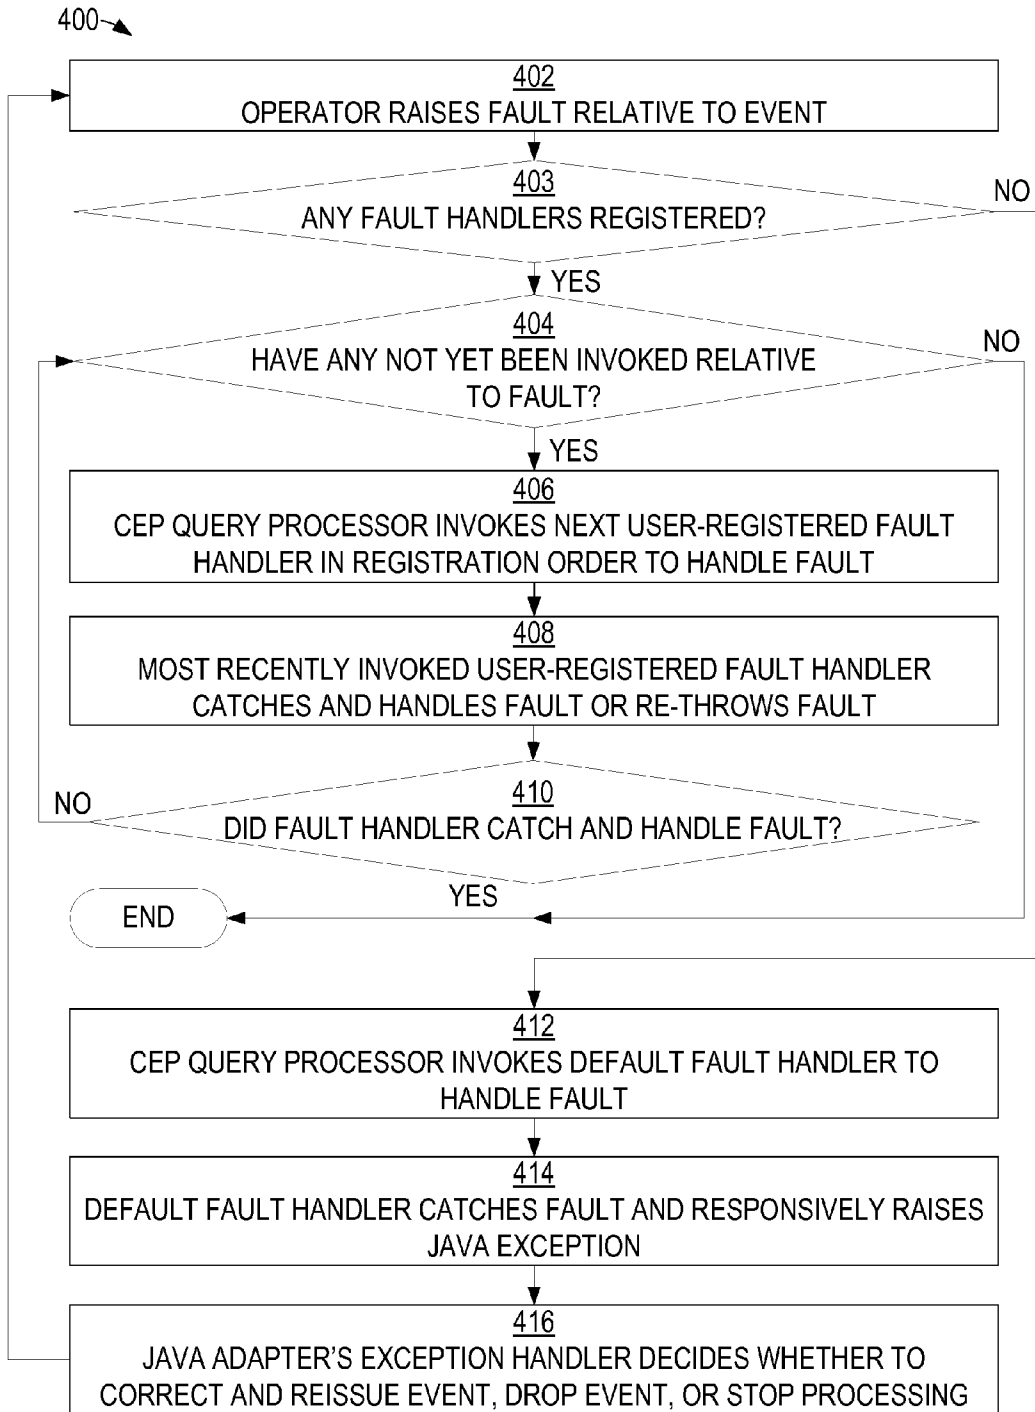 400
402
OPERATOR RAISES FAULT RELATIVE TO EVENT
403
ANY FAULT HANDLERS REGISTERED?
NO
YES
404
HAVE ANY NOT YET BEEN INVOKED RELATIVE
TO FAULT?
NO
YES
406
CEP QUERY PROCESSOR INVOKES NEXT USER-REGISTERED FAULT
HANDLER IN REGISTRATION ORDER TO HANDLE FAULT
408
MOST RECENTLY INVOKED USER-REGISTERED FAULT HANDLER
CATCHES AND HANDLES FAULT OR RE-THROWS FAULT
410
DID FAULT HANDLER CATCH AND HANDLE FAULT?
NO
YES
END
412
CEP QUERY PROCESSOR INVOKES DEFAULT FAULT HANDLER TO
HANDLE FAULT
414
DEFAULT FAULT HANDLER CATCHES FAULT AND RESPONSIVELY RAISES
JAVA EXCEPTION
416
JAVA ADAPTER'S EXCEPTION HANDLER DECIDES WHETHER TO
CORRECT AND REISSUE EVENT, DROP EVENT, OR STOP PROCESSING